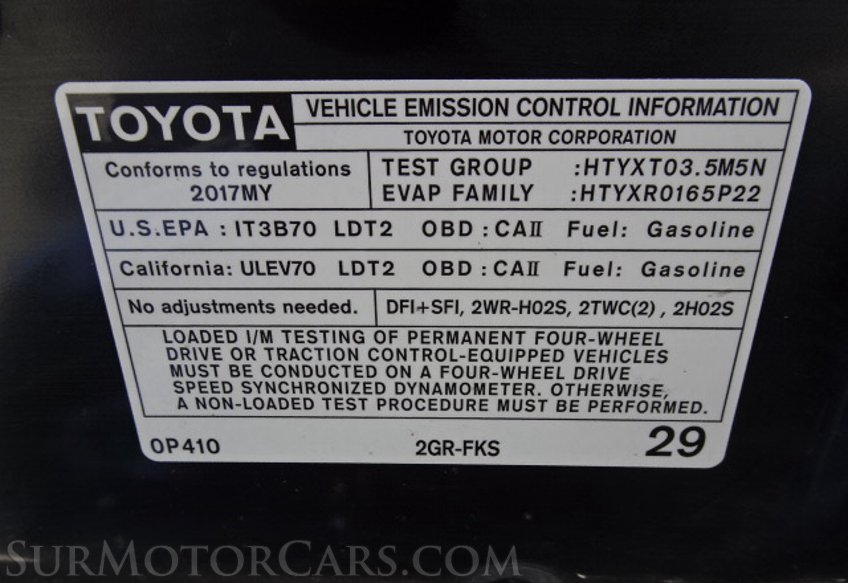 TOYOTA
VEHICLE EMISSION CONTROL INFORMATION
TOYOTA MOTOR CORPORATION
Conforms to regulations
2017MY
TEST GROUP :HTYXT03.5M5N
EVAP FAMILY :HTYXR0165P22
U.S.EPA : IT3B70 LDT2 OBD : CAII Fuel: Gasoline
California: ULEV70 LDT2 OBD : CAII Fuel: Gasoline
No adjustments needed.
DFI+SFI, 2WR-HO2S, 2TWC(2) , 2HO2S
LOADED I/M TESTING OF PERMANENT FOUR-WHEEL
DRIVE OR TRACTION CONTROL-EQUIPPED VEHICLES
MUST BE CONDUCTED ON A FOUR-WHEEL DRIVE
SPEED SYNCHRONIZED DYNAMOMETER. OTHERWISE,
A NON-LOADED TEST PROCEDURE MUST BE PERFORMED.
0P410 2GR-FKS 29
SURMOTORCARS.COM